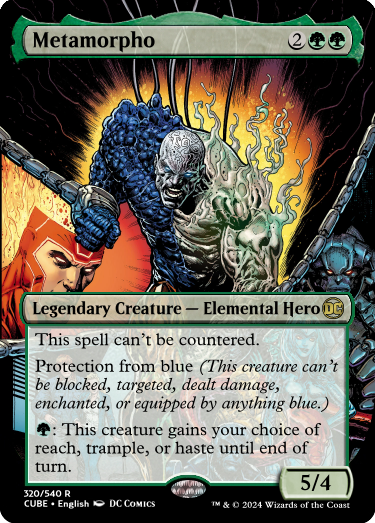 Metamorpho 2
Legendary Creature — Elemental Hero DC
This spell can't be countered.
Protection from blue (This creature can't
be blocked, targeted, dealt damage,
enchanted, or equipped by anything blue.)
: This creature gains your choice of
reach, trample, or haste until end of
turn.
5/4
320/540 R
CUBE • English DC COMICS
™ & © 2024 Wizards of the Coast